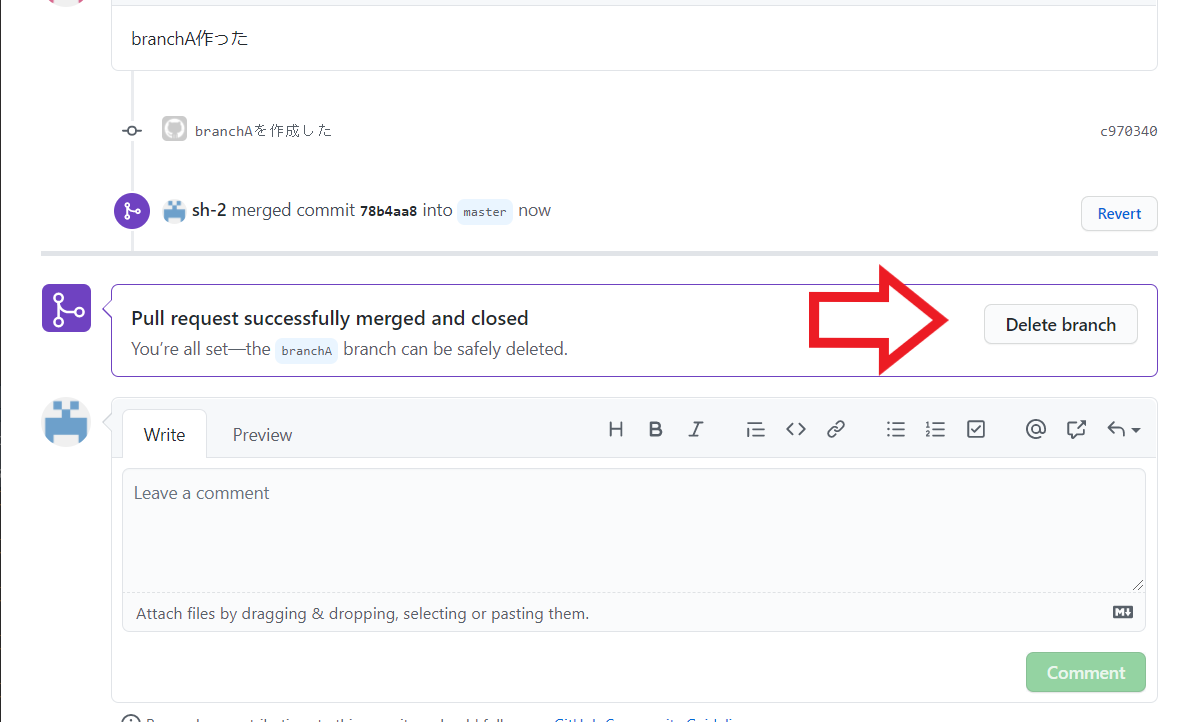 branchA作った
branchAを作成した
c970340
sh-2 merged commit 78b4aa8 into master now
Revert
Pull request successfully merged and closed
You’re all set—the branchA branch can be safely deleted.
Delete branch
Write
Preview
Leave a comment
Attach files by dragging & dropping, selecting or pasting them.
Comment